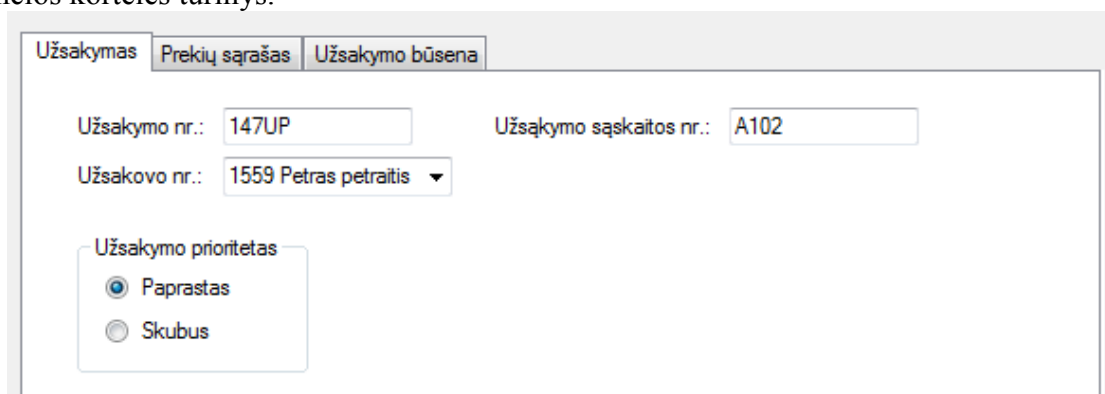 kortelės turinys.
Užsakymas Prekių sąrašas Užsakymo būsena
Užsakymo nr.: 147UP Užsąkymo sąskaitos nr.: A102
Užsakovo nr.: 1559 Petras petraitis
Užsakymo prioritetas
Paprastas
Skubus